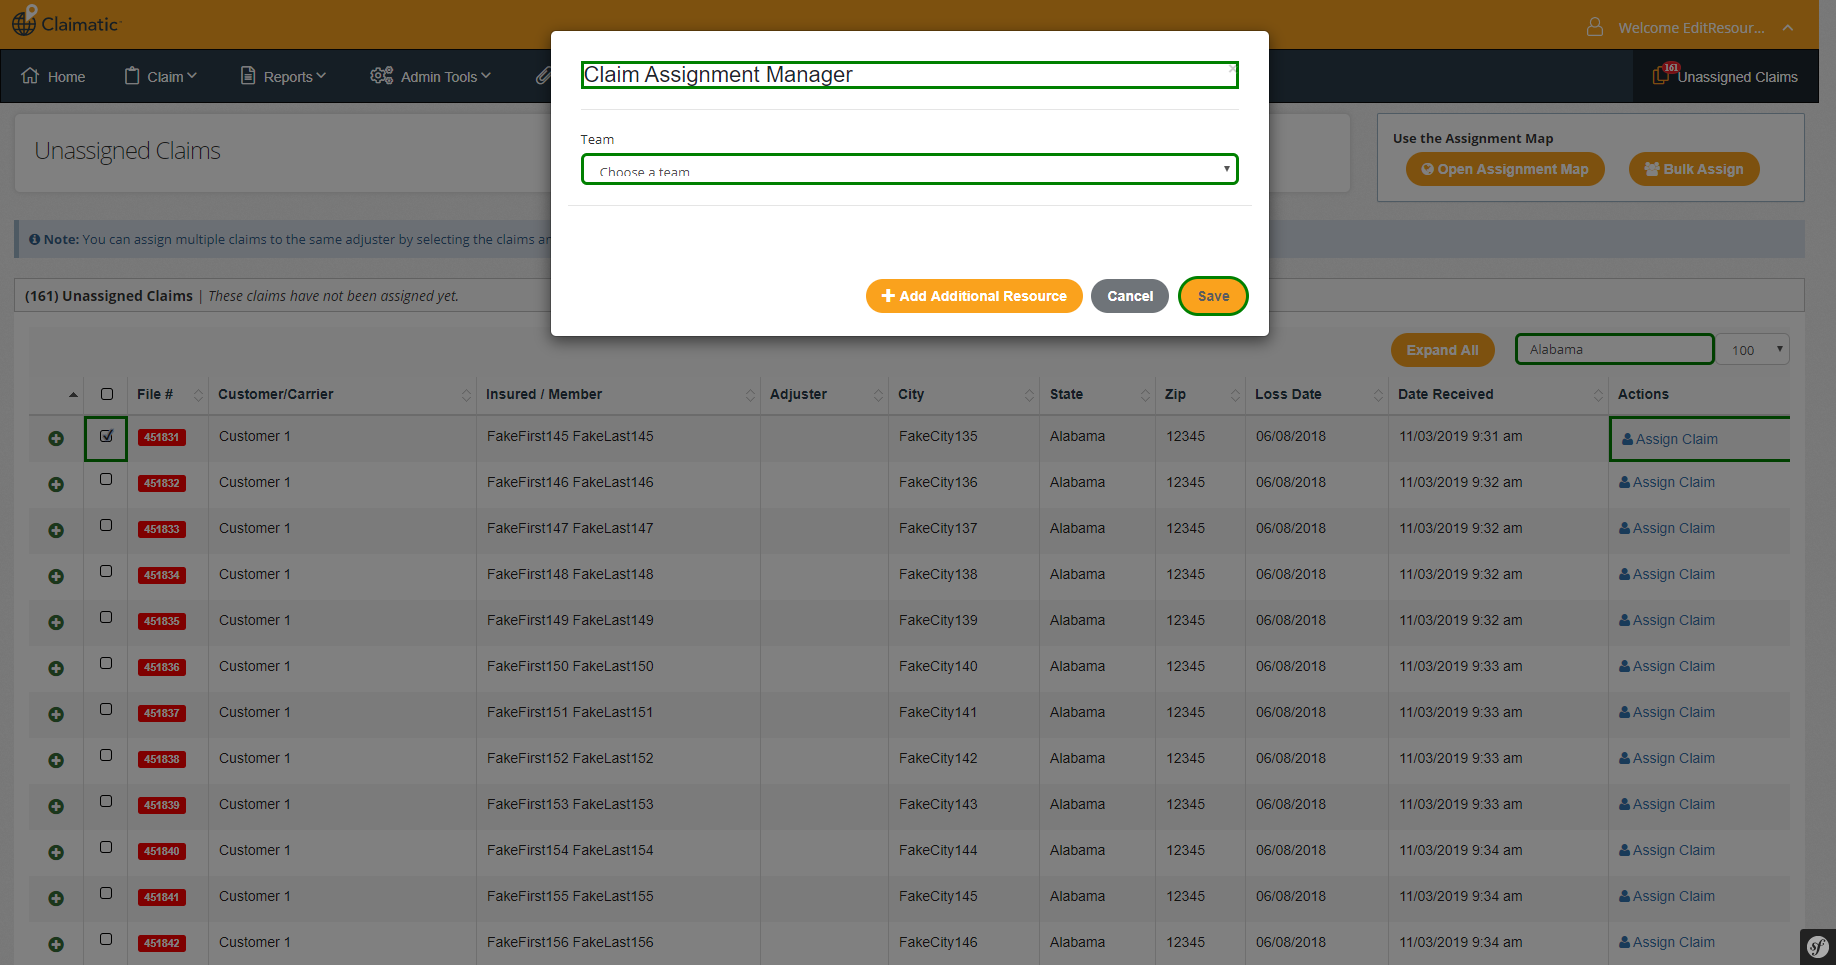 Claimatic
Welcome EditResour...
Home
Claim
Reports
Admin Tools
161
Unassigned Claims
Claim Assignment Manager
×
Team
Choose a team
Add Additional Resource
Cancel
Save
Unassigned Claims
Use the Assignment Map
Open Assignment Map
Bulk Assign
Note: You can assign multiple claims to the same adjuster by selecting the claims
(161) Unassigned Claims | These claims have not been assigned yet.
Expand All
Alabama
100
File # Customer/Carrier Insured / Member Adjuster City State Zip Loss Date Date Received Actions
451831 Customer 1 FakeFirst145 FakeLast145 FakeCity135 Alabama 12345 06/08/2018 11/03/2019 9:31 am Assign Claim
451832 Customer 1 FakeFirst146 FakeLast146 FakeCity136 Alabama 12345 06/08/2018 11/03/2019 9:32 am Assign Claim
451833 Customer 1 FakeFirst147 FakeLast147 FakeCity137 Alabama 12345 06/08/2018 11/03/2019 9:32 am Assign Claim
451834 Customer 1 FakeFirst148 FakeLast148 FakeCity138 Alabama 12345 06/08/2018 11/03/2019 9:32 am Assign Claim
451835 Customer 1 FakeFirst149 FakeLast149 FakeCity139 Alabama 12345 06/08/2018 11/03/2019 9:32 am Assign Claim
451836 Customer 1 FakeFirst150 FakeLast150 FakeCity140 Alabama 12345 06/08/2018 11/03/2019 9:33 am Assign Claim
451837 Customer 1 FakeFirst151 FakeLast151 FakeCity141 Alabama 12345 06/08/2018 11/03/2019 9:33 am Assign Claim
451838 Customer 1 FakeFirst152 FakeLast152 FakeCity142 Alabama 12345 06/08/2018 11/03/2019 9:33 am Assign Claim
451839 Customer 1 FakeFirst153 FakeLast153 FakeCity143 Alabama 12345 06/08/2018 11/03/2019 9:33 am Assign Claim
451840 Customer 1 FakeFirst154 FakeLast154 FakeCity144 Alabama 12345 06/08/2018 11/03/2019 9:34 am Assign Claim
451841 Customer 1 FakeFirst155 FakeLast155 FakeCity145 Alabama 12345 06/08/2018 11/03/2019 9:34 am Assign Claim
451842 Customer 1 FakeFirst156 FakeLast156 FakeCity146 Alabama 12345 06/08/2018 11/03/2019 9:34 am Assign Claim
sf